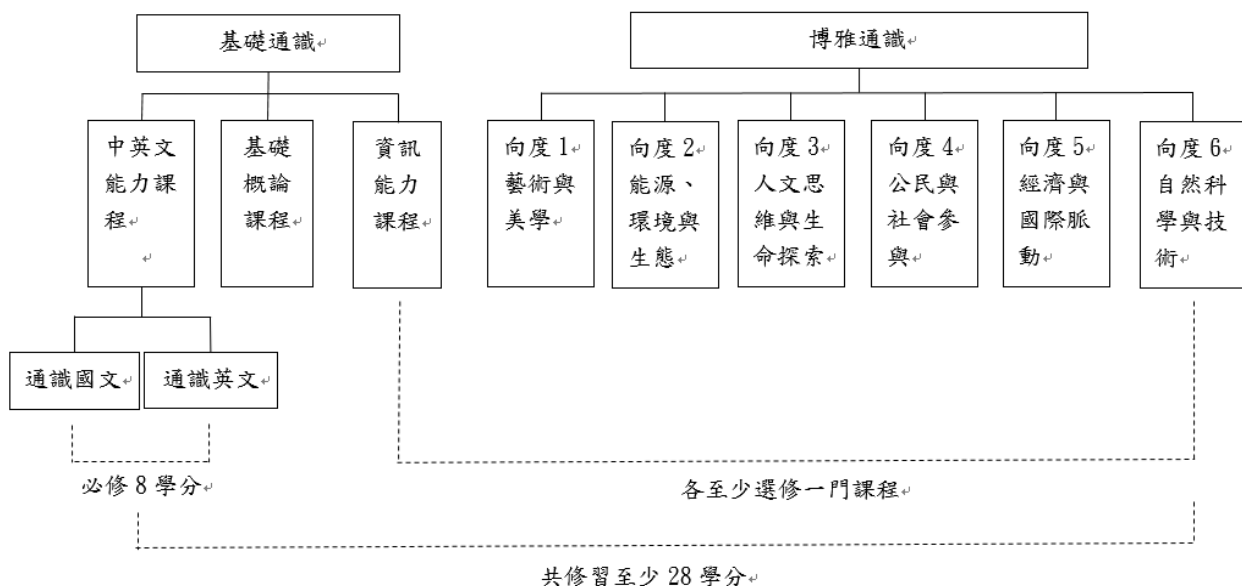 基礎通識
博雅通識
中英文
能力課
程
基礎
概論
課程
資訊
能力
課程
向度 1
藝術與
美學
向度 2
能源、
環境與
生態
向度 3
人文思
維與生
命探索
向度 4
公民與
社會參
與
向度 5
經濟與
國際脈
動
向度 6
自然科
學與技
術
通識國文
通識英文
必修 8 學分
各至少選修一門課程
共修習至少 28 學分